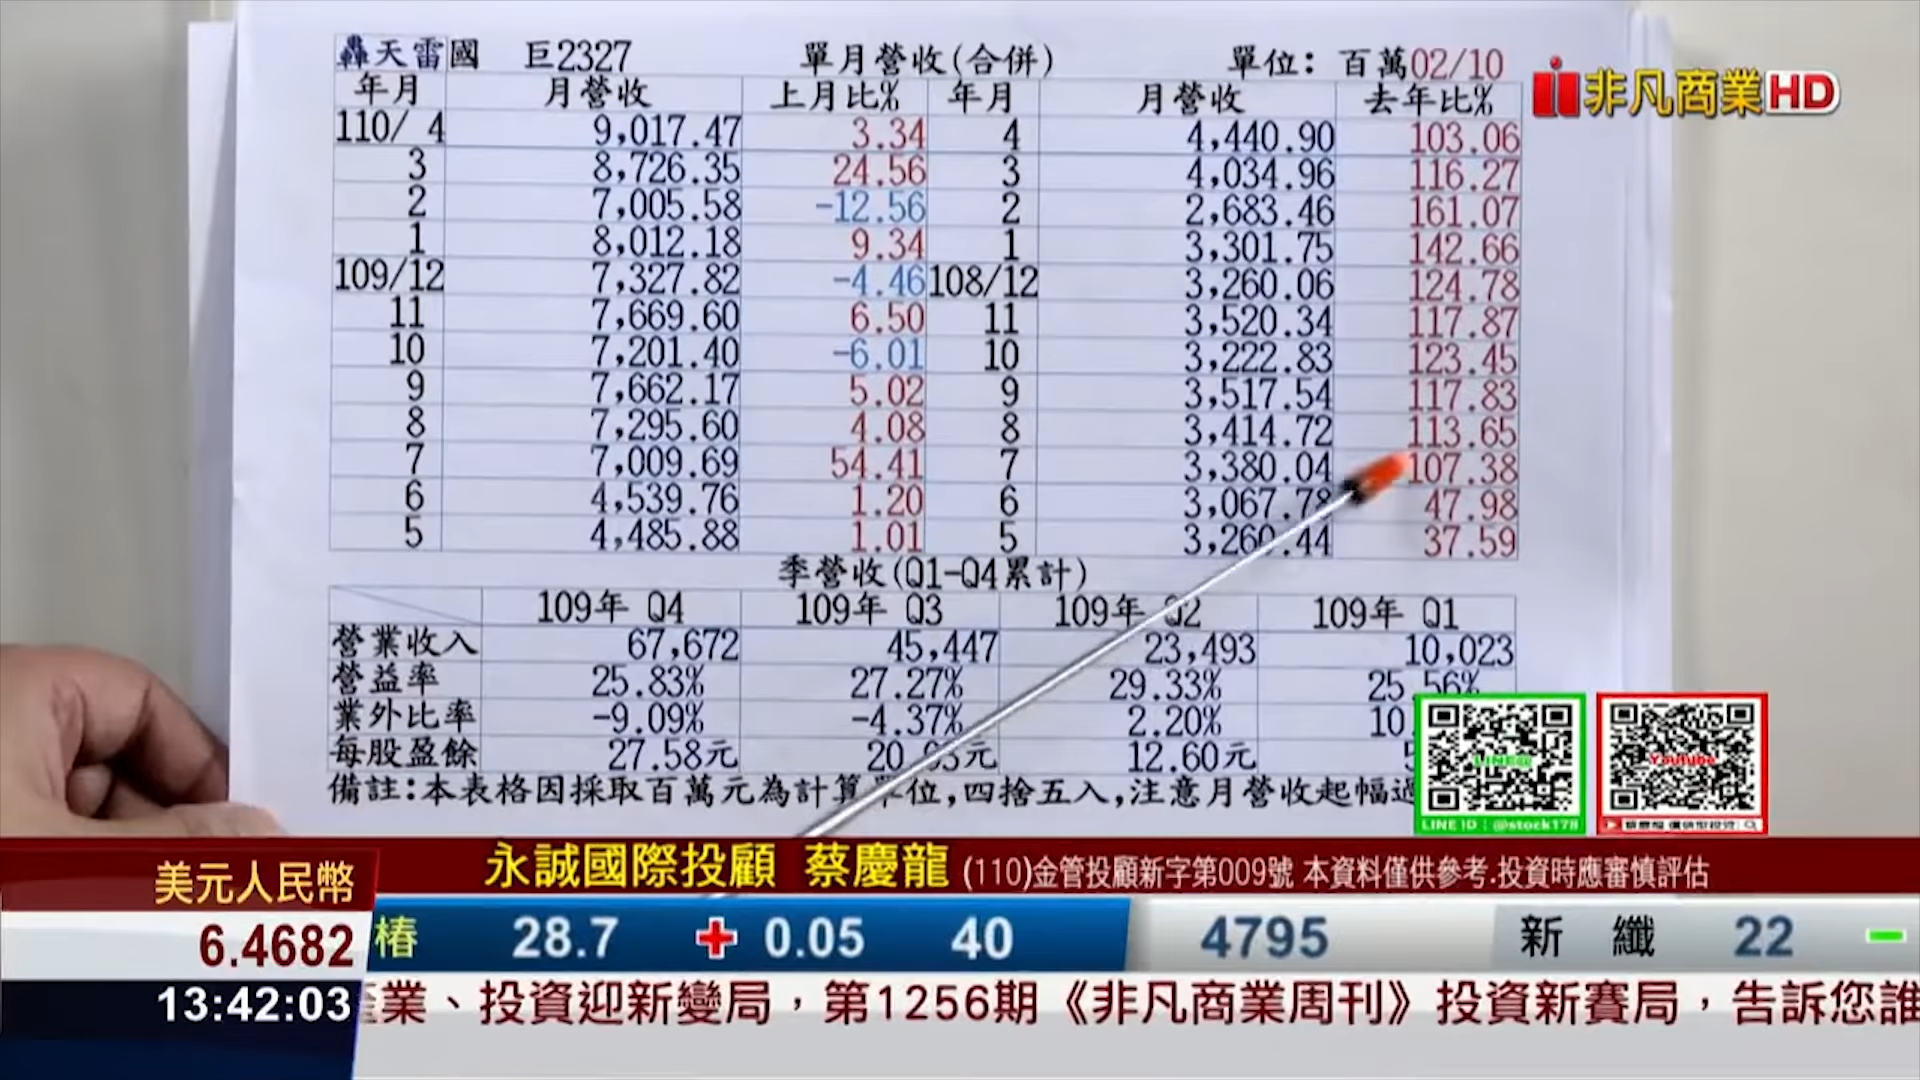 轟天雷國 巨2327 單月營收(合併) 單位: 百萬02/10
年月 月營收 上月比% 年月 月營收 去年比%
110/ 4 9,017.47 3.34 4 4,440.90 103.06
3 8,726.35 24.56 3 4,034.96 116.27
2 7,005.58 -12.56 2 2,683.46 161.07
1 8,012.18 9.34 1 3,301.75 142.66
109/12 7,327.82 -4.46 108/12 3,260.06 124.78
11 7,669.60 6.50 11 3,520.34 117.87
10 7,201.40 -6.01 10 3,222.83 123.45
9 7,662.17 5.02 9 3,517.54 117.83
8 7,295.60 4.08 8 3,414.72 113.65
7 7,009.69 54.41 7 3,380.04 107.38
6 4,539.76 1.20 6 3,067.78 47.98
5 4,485.88 1.01 5 3,260.44 37.59
季營收(Q1-Q4累計)
109年 Q4 109年 Q3 109年 Q2 109年 Q1
營業收入 67,672 45,447 23,493 10,023
營益率 25.83% 27.27% 29.33% 25.56%
業外比率 -9.09% -4.37% 2.20% 10
每股盈餘 27.58元 12.60元
備註:本表格因採取百萬元為計算單位,四捨五入,注意月營收起幅過
非凡商業HD
LINE@
LINE ID : @stock178
Youtube
永誠國際投顧 蔡慶龍 (110)金管投顧新字第009號 本資料僅供參考.投資時應審慎評估
美元人民幣
6.4682
椿 28.7 + 0.05 40 4795 新 纖 22 −
13:42:03
產業、投資迎新變局,第1256期《非凡商業周刊》投資新賽局,告訴您誰